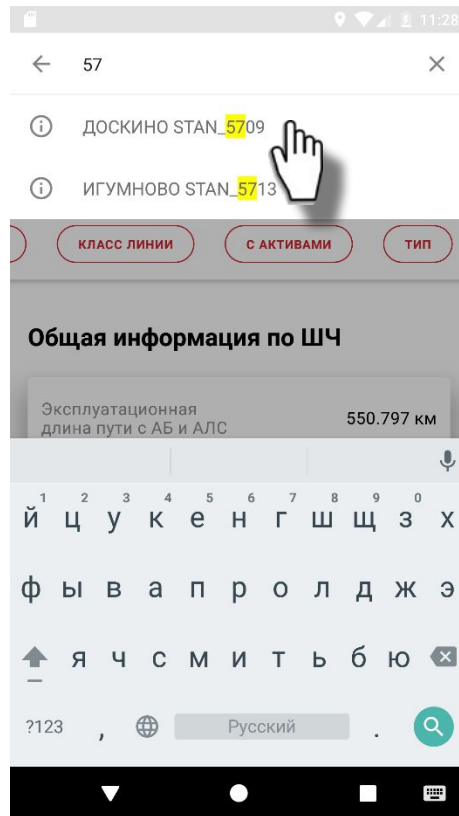 11:28
57
ДОСКИНО STAN_5709
ИГУМНОВО STAN_5713
КЛАСС ЛИНИИ С АКТИВАМИ ТИП
Общая информация по ШЧ
Эксплуатационная
длина пути с АБ и АЛС
550.797 км
1 2 3 4 5 6 7 8 9 0
й ц у к е н г ш щ з х
ф ы в а п р о л д ж э
я ч с м и т ь б ю
?123 , Русский .